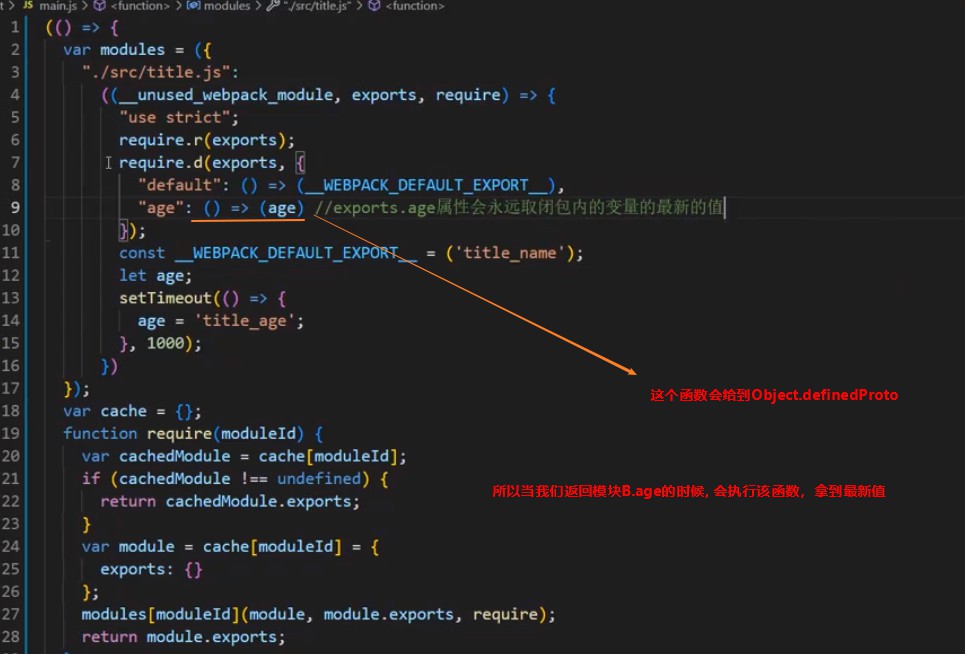 t > JS main.js > <function> > modules > "./src/title.js" > <function>
1 (() => {
2 var modules = ({
3 "./src/title.js":
4 ((__unused_webpack_module, exports, require) => {
5 "use strict";
6 require.r(exports);
7 require.d(exports, {
8 "default": () => (__WEBPACK_DEFAULT_EXPORT__),
9 "age": () => (age) //exports.age属性会永远取闭包内的变量的最新的值
10 });
11 const __WEBPACK_DEFAULT_EXPORT__ = ('title_name');
12 let age;
13 setTimeout(() => {
14 age = 'title_age';
15 }, 1000);
16 })
17 });
这个函数会给到Object.definedProto
18 var cache = {};
19 function require(moduleId) {
20 var cachedModule = cache[moduleId];
21 if (cachedModule !== undefined) {
22 return cachedModule.exports;
所以当我们返回模块B.age的时候, 会执行该函数，拿到最新值
23 }
24 var module = cache[moduleId] = {
25 exports: {}
26 };
27 modules[moduleId](module, module.exports, require);
28 return module.exports;